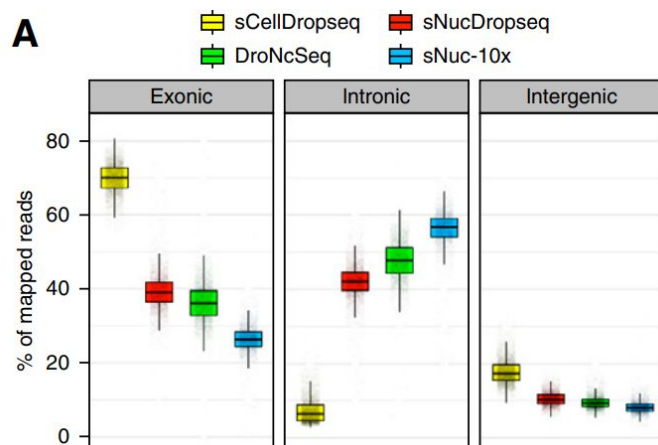 A
sCellDropseq sNucDropseq
DroNcSeq sNuc-10x
Exonic Intronic Intergenic
80
60
40
20
0
% of mapped reads